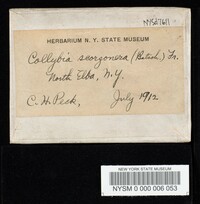 NYSf7611
HERBARIUM N. Y. STATE MUSEUM
Collybia scorzonera (Batsch.) Fr.
North Elba, N.Y.
C. H. Peck, July 1912
NEW YORK STATE MUSEUM
NYSM 0 000 006 053